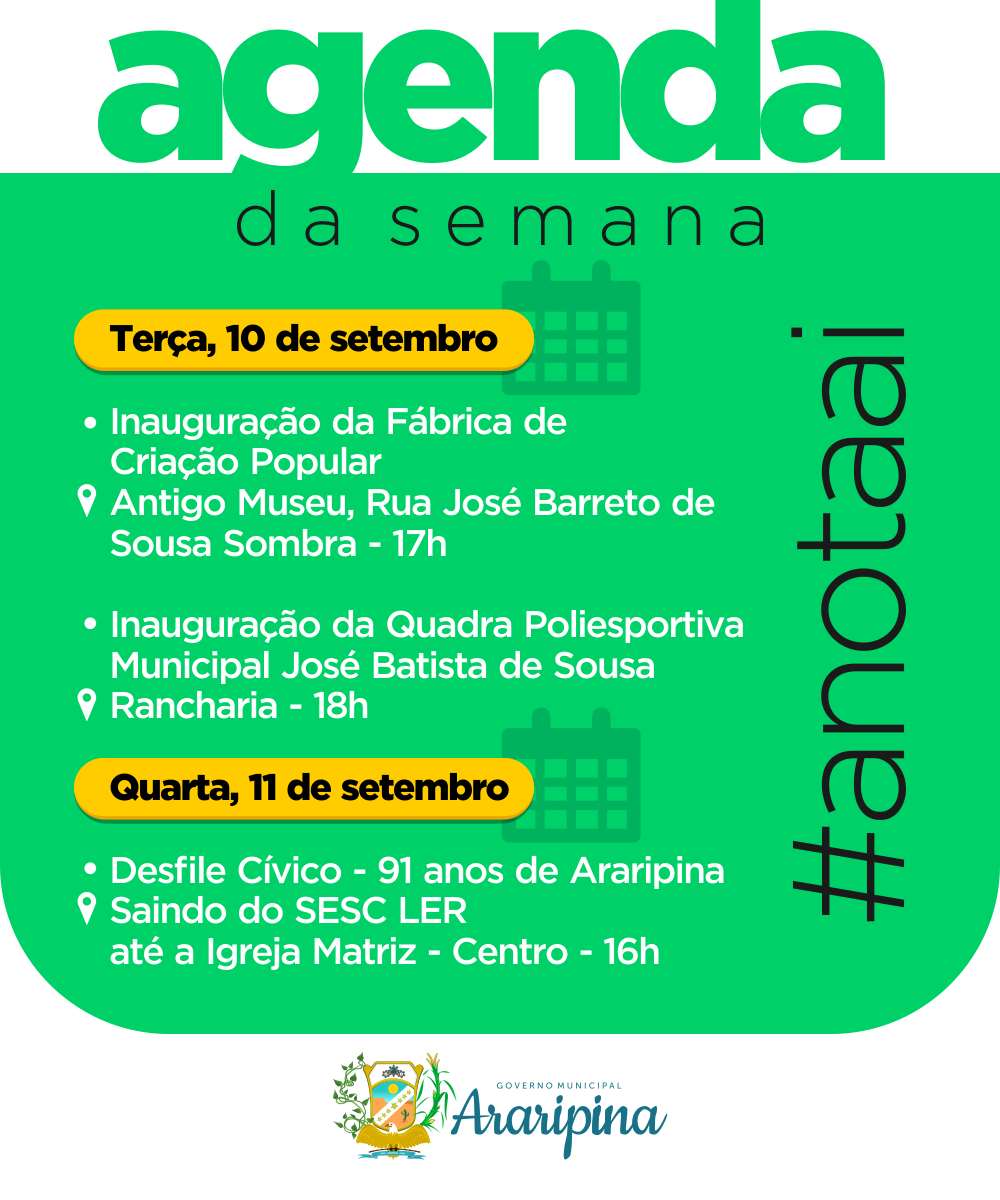 agenda
da semana
Terça, 10 de setembro
• Inauguração da Fábrica de
Criação Popular
Antigo Museu, Rua José Barreto de
Sousa Sombra - 17h
• Inauguração da Quadra Poliesportiva
Municipal José Batista de Sousa
Rancharia - 18h
Quarta, 11 de setembro
• Desfile Cívico - 91 anos de Araripina
Saindo do SESC LER
até a Igreja Matriz - Centro - 16h
#anotaai
GOVERNO MUNICIPAL
Araripina